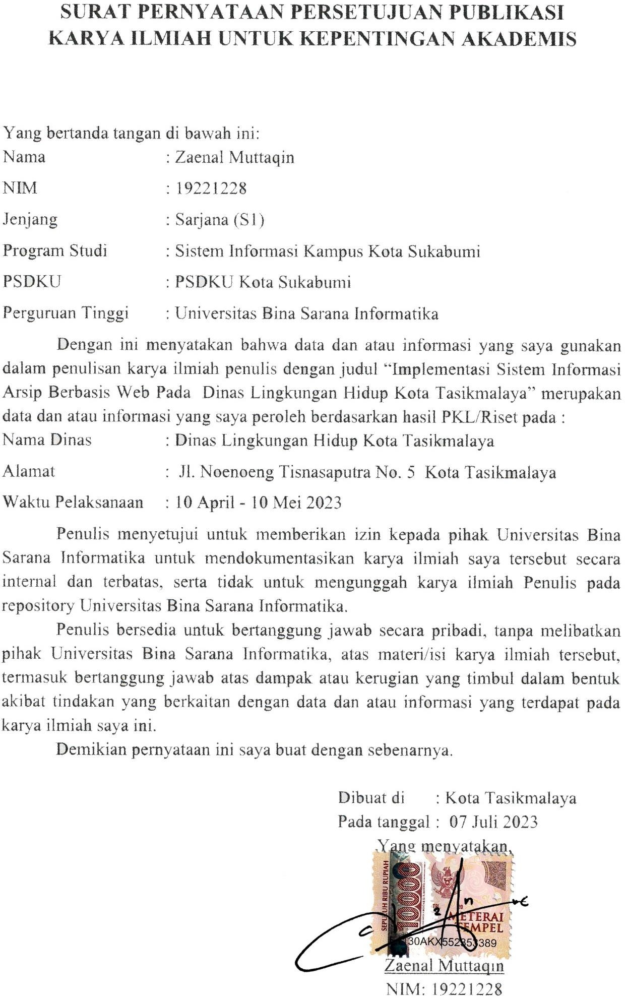 SURAT PERNYATAAN PERSETUJUAN PUBLIKASI
KARYA ILMIAH UNTUK KEPENTINGAN AKADEMIS
Yang bertanda tangan di bawah ini:
Nama : Zaenal Muttaqin
NIM : 19221228
Jenjang : Sarjana (S1)
Program Studi : Sistem Informasi Kampus Kota Sukabumi
PSDKU : PSDKU Kota Sukabumi
Perguruan Tinggi : Universitas Bina Sarana Informatika
Dengan ini menyatakan bahwa data dan atau informasi yang saya gunakan
dalam penulisan karya ilmiah penulis dengan judul “Implementasi Sistem Informasi
Arsip Berbasis Web Pada Dinas Lingkungan Hidup Kota Tasikmalaya” merupakan
data dan atau informasi yang saya peroleh berdasarkan hasil PKL/Riset pada :
Nama Dinas : Dinas Lingkungan Hidup Kota Tasikmalaya
Alamat : Jl. Noenoeng Tisnasaputra No. 5 Kota Tasikmalaya
Waktu Pelaksanaan : 10 April - 10 Mei 2023
Penulis menyetujui untuk memberikan izin kepada pihak Universitas Bina
Sarana Informatika untuk mendokumentasikan karya ilmiah saya tersebut secara
internal dan terbatas, serta tidak untuk mengunggah karya ilmiah Penulis pada
repository Universitas Bina Sarana Informatika.
Penulis bersedia untuk bertanggung jawab secara pribadi, tanpa melibatkan
pihak Universitas Bina Sarana Informatika, atas materi/isi karya ilmiah tersebut,
termasuk bertanggung jawab atas dampak atau kerugian yang timbul dalam bentuk
akibat tindakan yang berkaitan dengan data dan atau informasi yang terdapat pada
karya ilmiah saya ini.
Demikian pernyataan ini saya buat dengan sebenarnya.
Dibuat di : Kota Tasikmalaya
Pada tanggal : 07 Juli 2023
Yang menyatakan,
SEPULUH RIBU RUPIAH
10000
METERAI
TEMPEL
130AKX552353389
Zaenal Muttaqin
NIM: 19221228